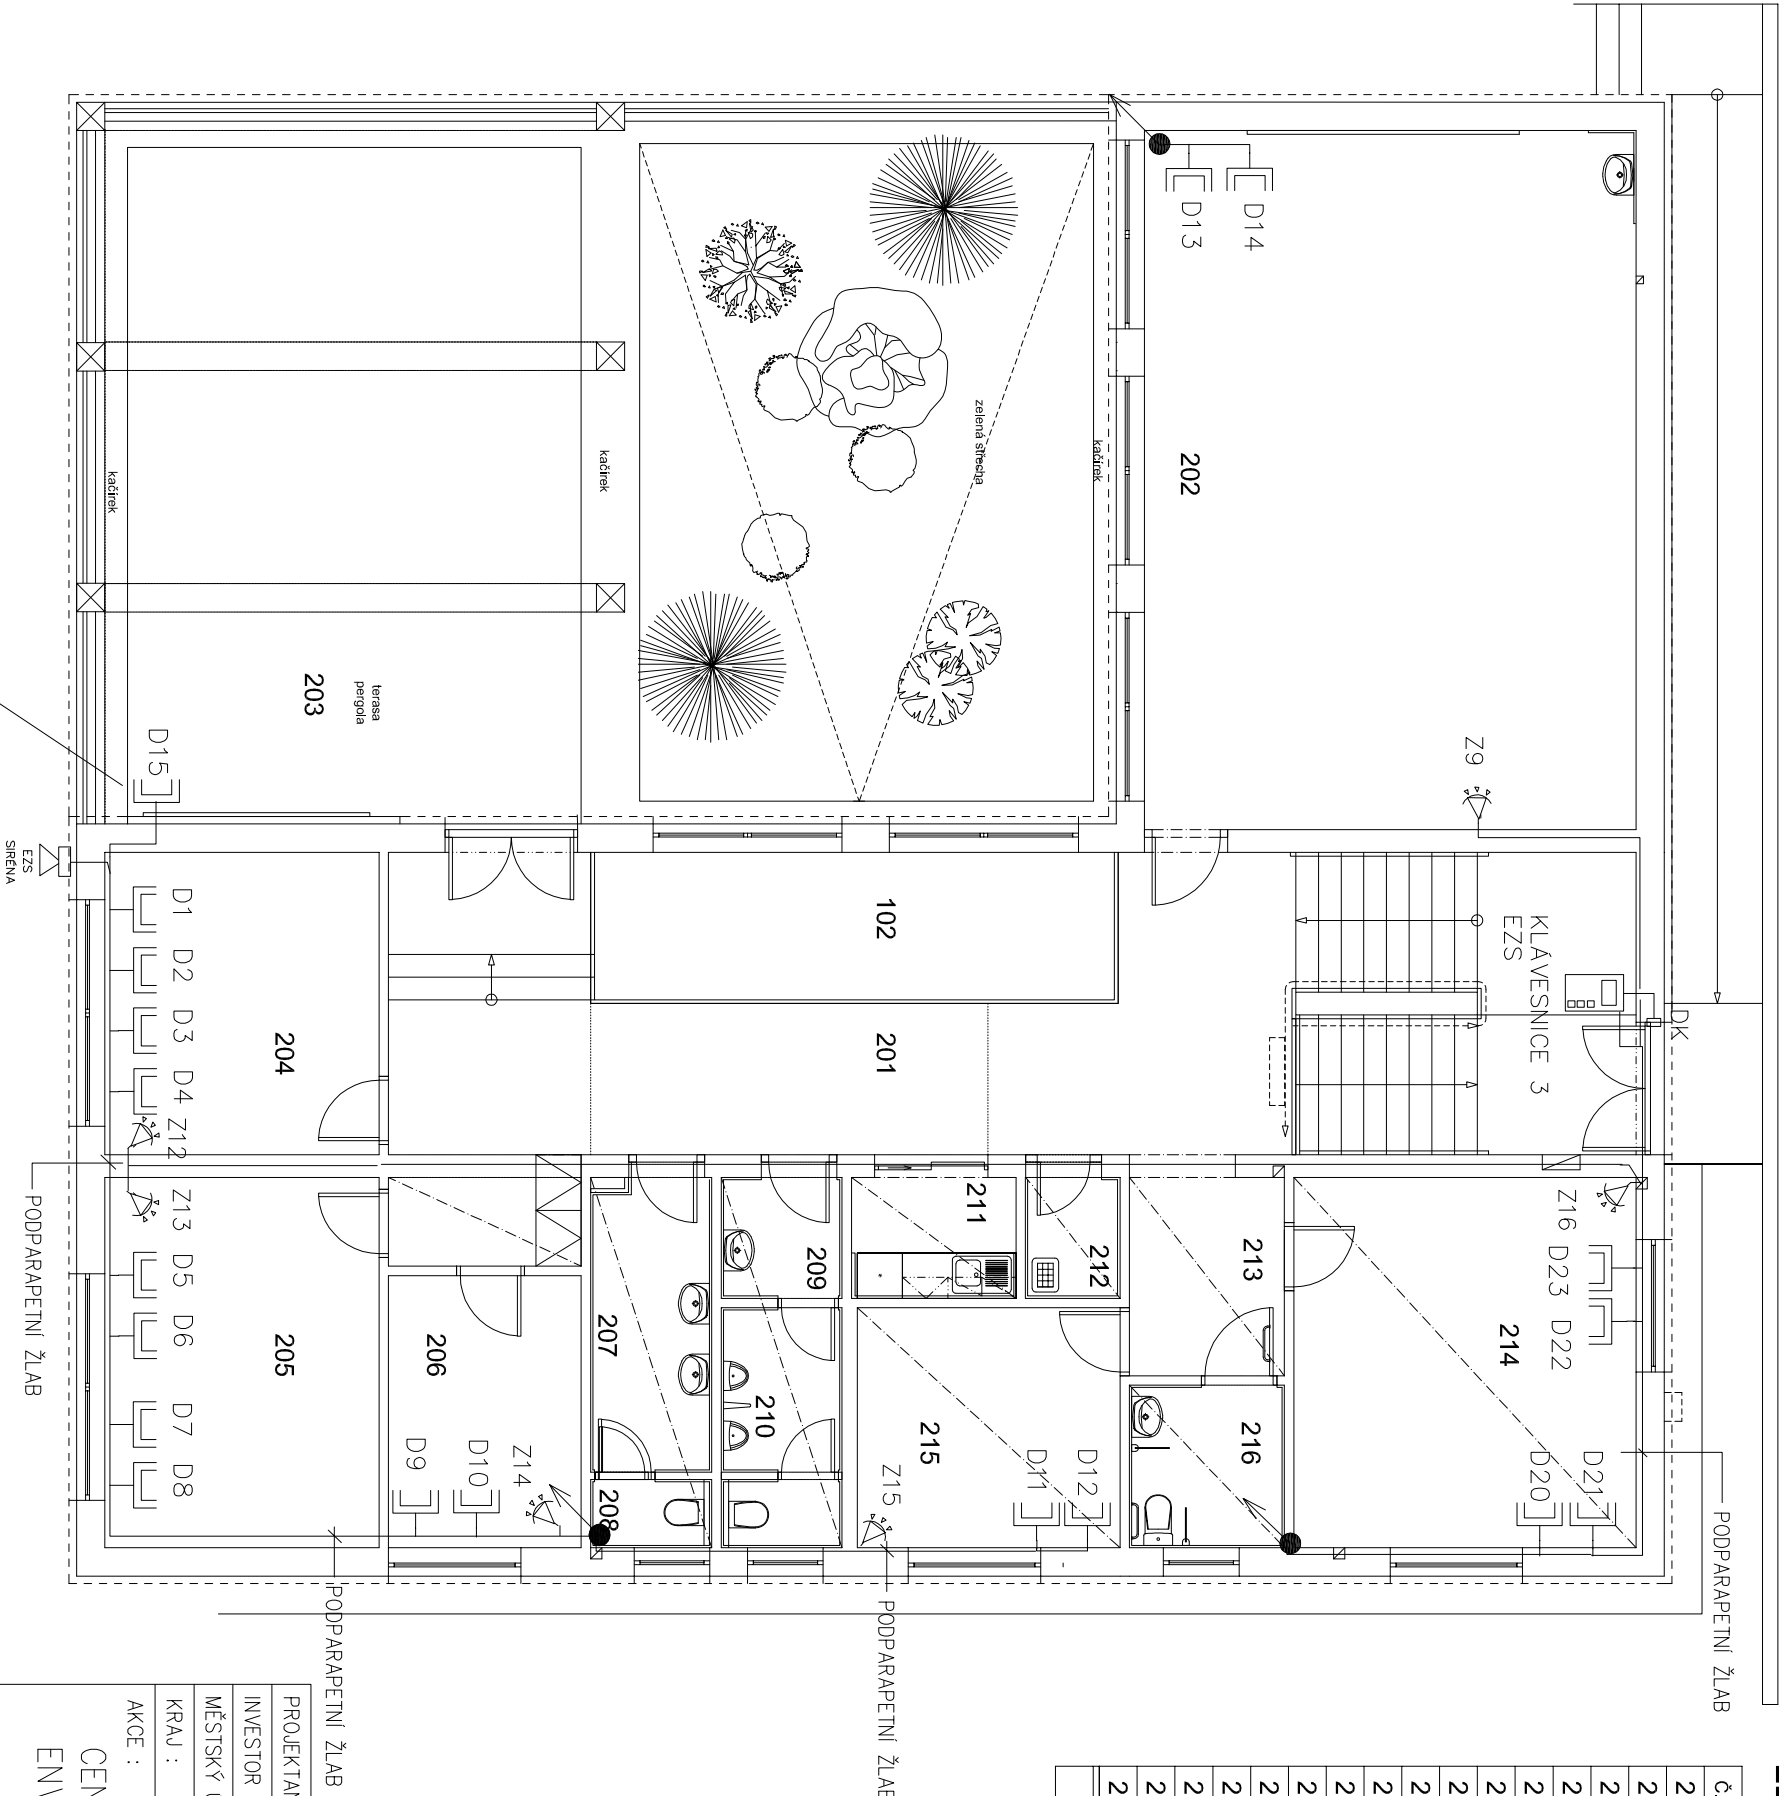 PODPARAPETNÍ ŽLAB
DK
KLÁVESNICE 3
EZS
Z9
D14
D13
202
kačírek
zelená střecha
kačírek
terasa
pergola
203
D15
kačírek
EZS
SIRÉNA
102
201
204
D1
D2
D3
D4
Z12
Z13
D5
D6
D7
D8
205
206
D9
D10
Z14
207
208
209
210
211
212
213
214
215
216
Z15
D11
D12
Z16
D23
D22
D21
D20
PODPARAPETNÍ ŽLAB
PODPARAPETNÍ ŽLAB
PODPARAPETNÍ ŽLAB
INVESTOR
MĚSTSKÝ
KRAJ :
AKCE :